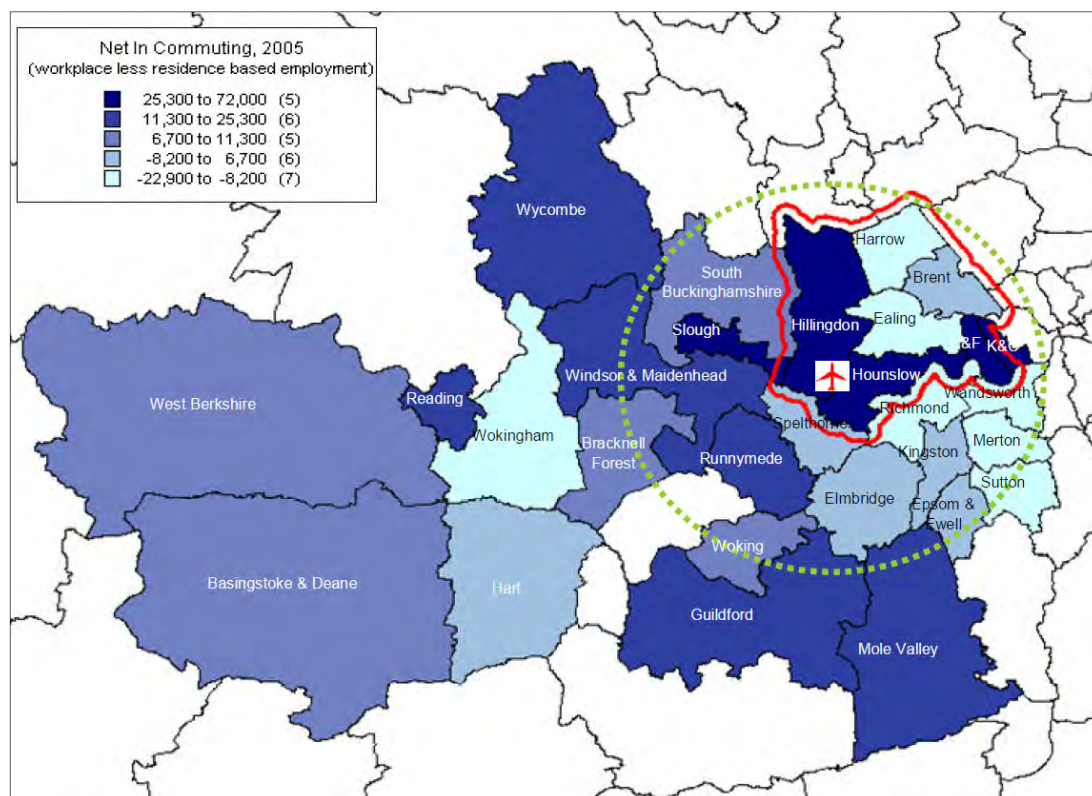 Net In Commuting, 2005
(workplace less residence based employment)
25,300 to 72,000 (5)
11,300 to 25,300 (6)
6,700 to 11,300 (5)
-8,200 to 6,700 (6)
-22,900 to -8,200 (7)
Wycombe
Harrow
Brent
South
Buckinghamshire
Slough
Hillingdon
Ealing
K&C
Hounslow
Windsor & Maidenhead
West Berkshire
Reading
Wokingham
Bracknell
Forest
Runnymede
Spelthorne
Richmond
Wandsworth
Kingston
Merton
Sutton
Elmbridge
Epsom &
Ewell
Woking
Basingstoke & Deane
Hart
Guildford
Mole Valley